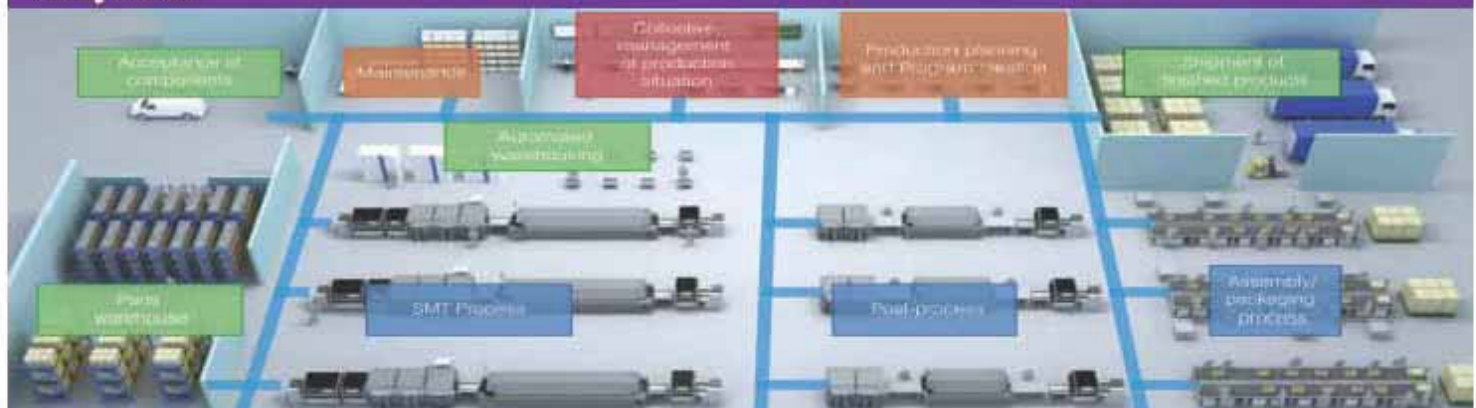 Acceptance of
components
Maintenance
Collective
management
of production
situation
Production planning
and Program creation
Shipment of
finished products
Automated
warehousing
Parts
warehouse
SMT Process
Post-process
Assembly/
packaging
process